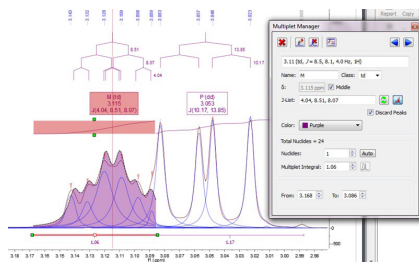 Report Copy
Multiplet Manager
3.11 (td, J = 8.5, 8.1, 4.0 Hz, 1H)
Name: M Class: td
δ: 3.115 ppm Middle
J-List: 4.04, 8.51, 8.07
Discard Peaks
Color: Purple
Total Nuclides = 24
Nuclides: 1 Auto
Multiplet Integral: 1.06
From: 3.168 To: 3.086
8.51
8.07
4.04
13.85
10.17
M (td)
3.115
J(4.04, 8.51, 8.07)
P (dd)
3.053
J(10.17, 13.85)
1.06
1.17
3.18 3.17 3.16 3.15 3.14 3.13 3.12 3.11 3.10 3.09 3.08 3.07 3.06 3.05 3.04 3.03 3.02 3.01 3.00 2.99 2.98